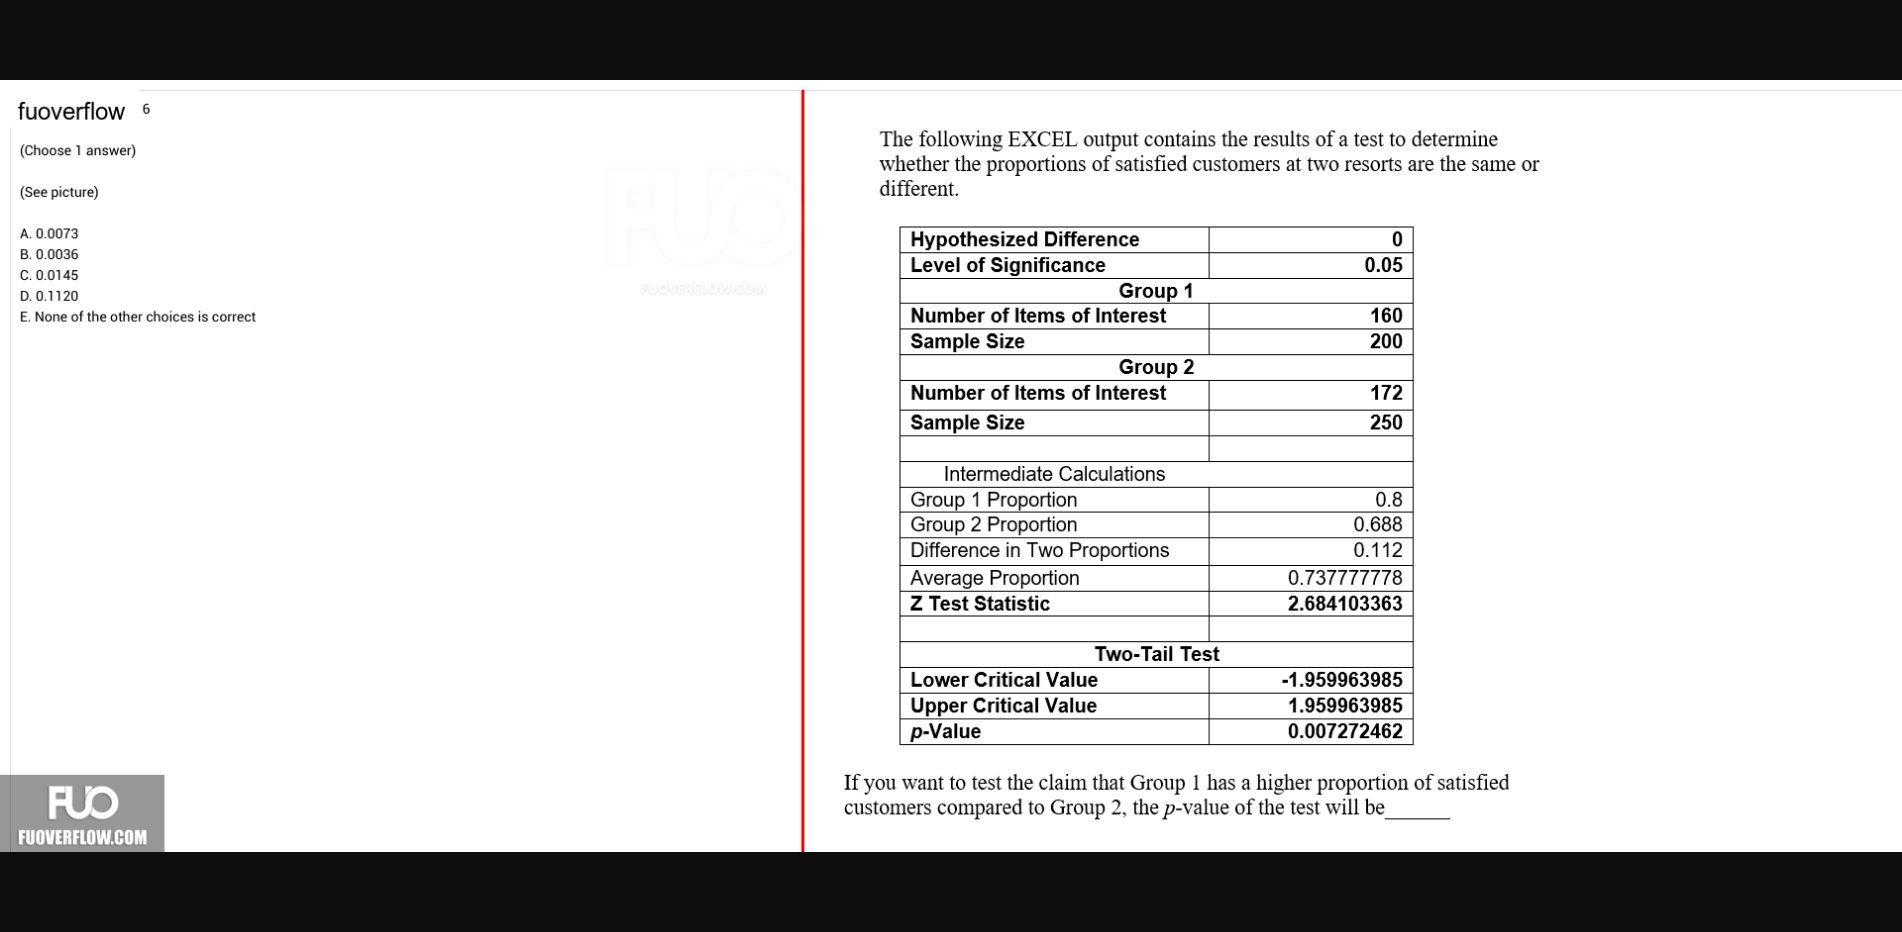 fuoverflow 6
(Choose 1 answer)
(See picture)
A. 0.0073
B. 0.0036
C. 0.0145
D. 0.1120
E. None of the other choices is correct
FUO
FUOVERFLOW.COM
FUO
FUOVERFLOW.COM
The following EXCEL output contains the results of a test to determine
whether the proportions of satisfied customers at two resorts are the same or
different.
Hypothesized Difference 0
Level of Significance 0.05
Group 1
Number of Items of Interest 160
Sample Size 200
Group 2
Number of Items of Interest 172
Sample Size 250
Intermediate Calculations
Group 1 Proportion 0.8
Group 2 Proportion 0.688
Difference in Two Proportions 0.112
Average Proportion 0.737777778
Z Test Statistic 2.684103363
Two-Tail Test
Lower Critical Value -1.959963985
Upper Critical Value 1.959963985
p-Value 0.007272462
If you want to test the claim that Group 1 has a higher proportion of satisfied
customers compared to Group 2, the p-value of the test will be______